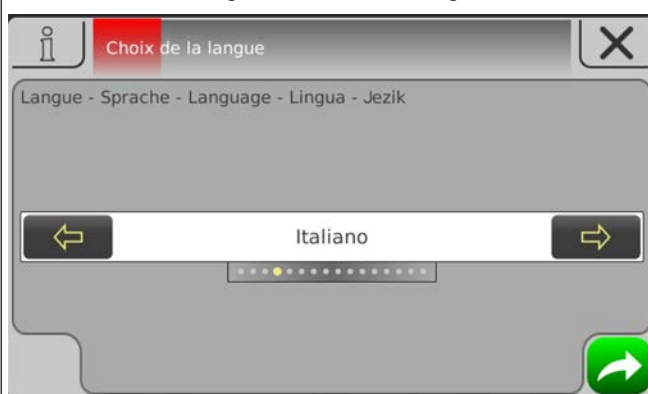 Choix de la langue
Langue - Sprache - Language - Lingua - Jezik
Italiano